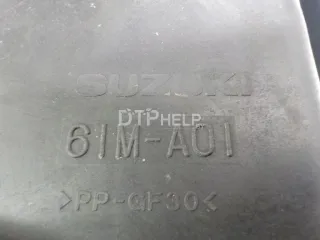 SUZUKI
DTPHELP.
61M-A01
>PP-GF30<